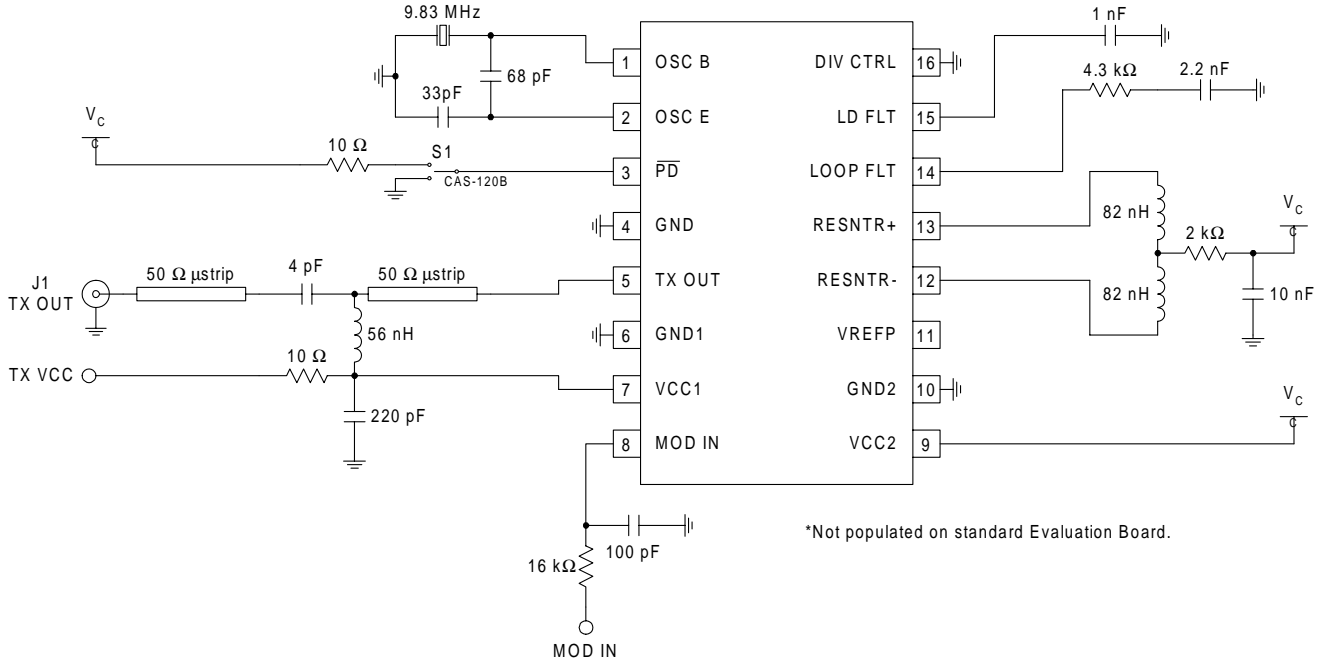 9.83 MHz
68 pF
33pF
V
C
C
10 Ω
S1
CAS-120B
J1
TX OUT
50 Ω µstrip
4 pF
50 Ω µstrip
56 nH
TX VCC
10 Ω
220 pF
1 OSC B
2 OSC E
3 PD
4 GND
5 TX OUT
6 GND1
7 VCC1
8 MOD IN
DIV CTRL 16
LD FLT 15
LOOP FLT 14
RESNTR+ 13
RESNTR- 12
VREFP 11
GND2 10
VCC2 9
1 nF
4.3 kΩ
2.2 nF
82 nH
82 nH
2 kΩ
V
C
C
10 nF
V
C
C
100 pF
16 kΩ
MOD IN
*Not populated on standard Evaluation Board.